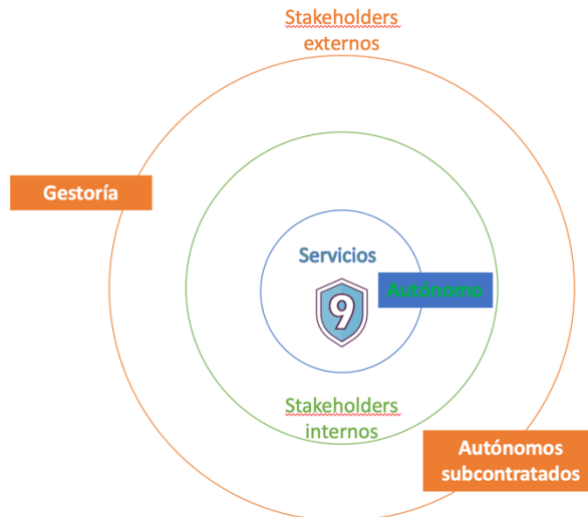 Stakeholders
externos
Gestoría
Servicios
Autónomo
9
Stakeholders
internos
Autónomos
subcontratados